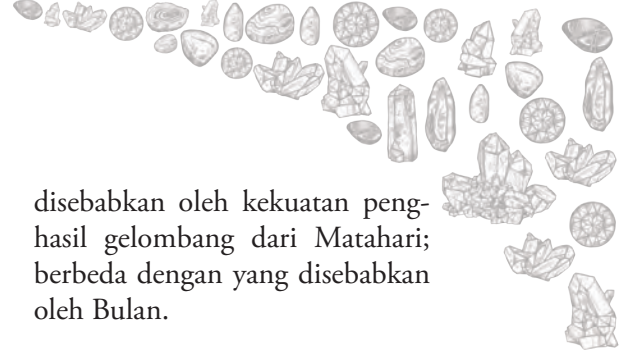 disebabkan oleh kekuatan peng-
hasil gelombang dari Matahari;
berbeda dengan yang disebabkan
oleh Bulan.